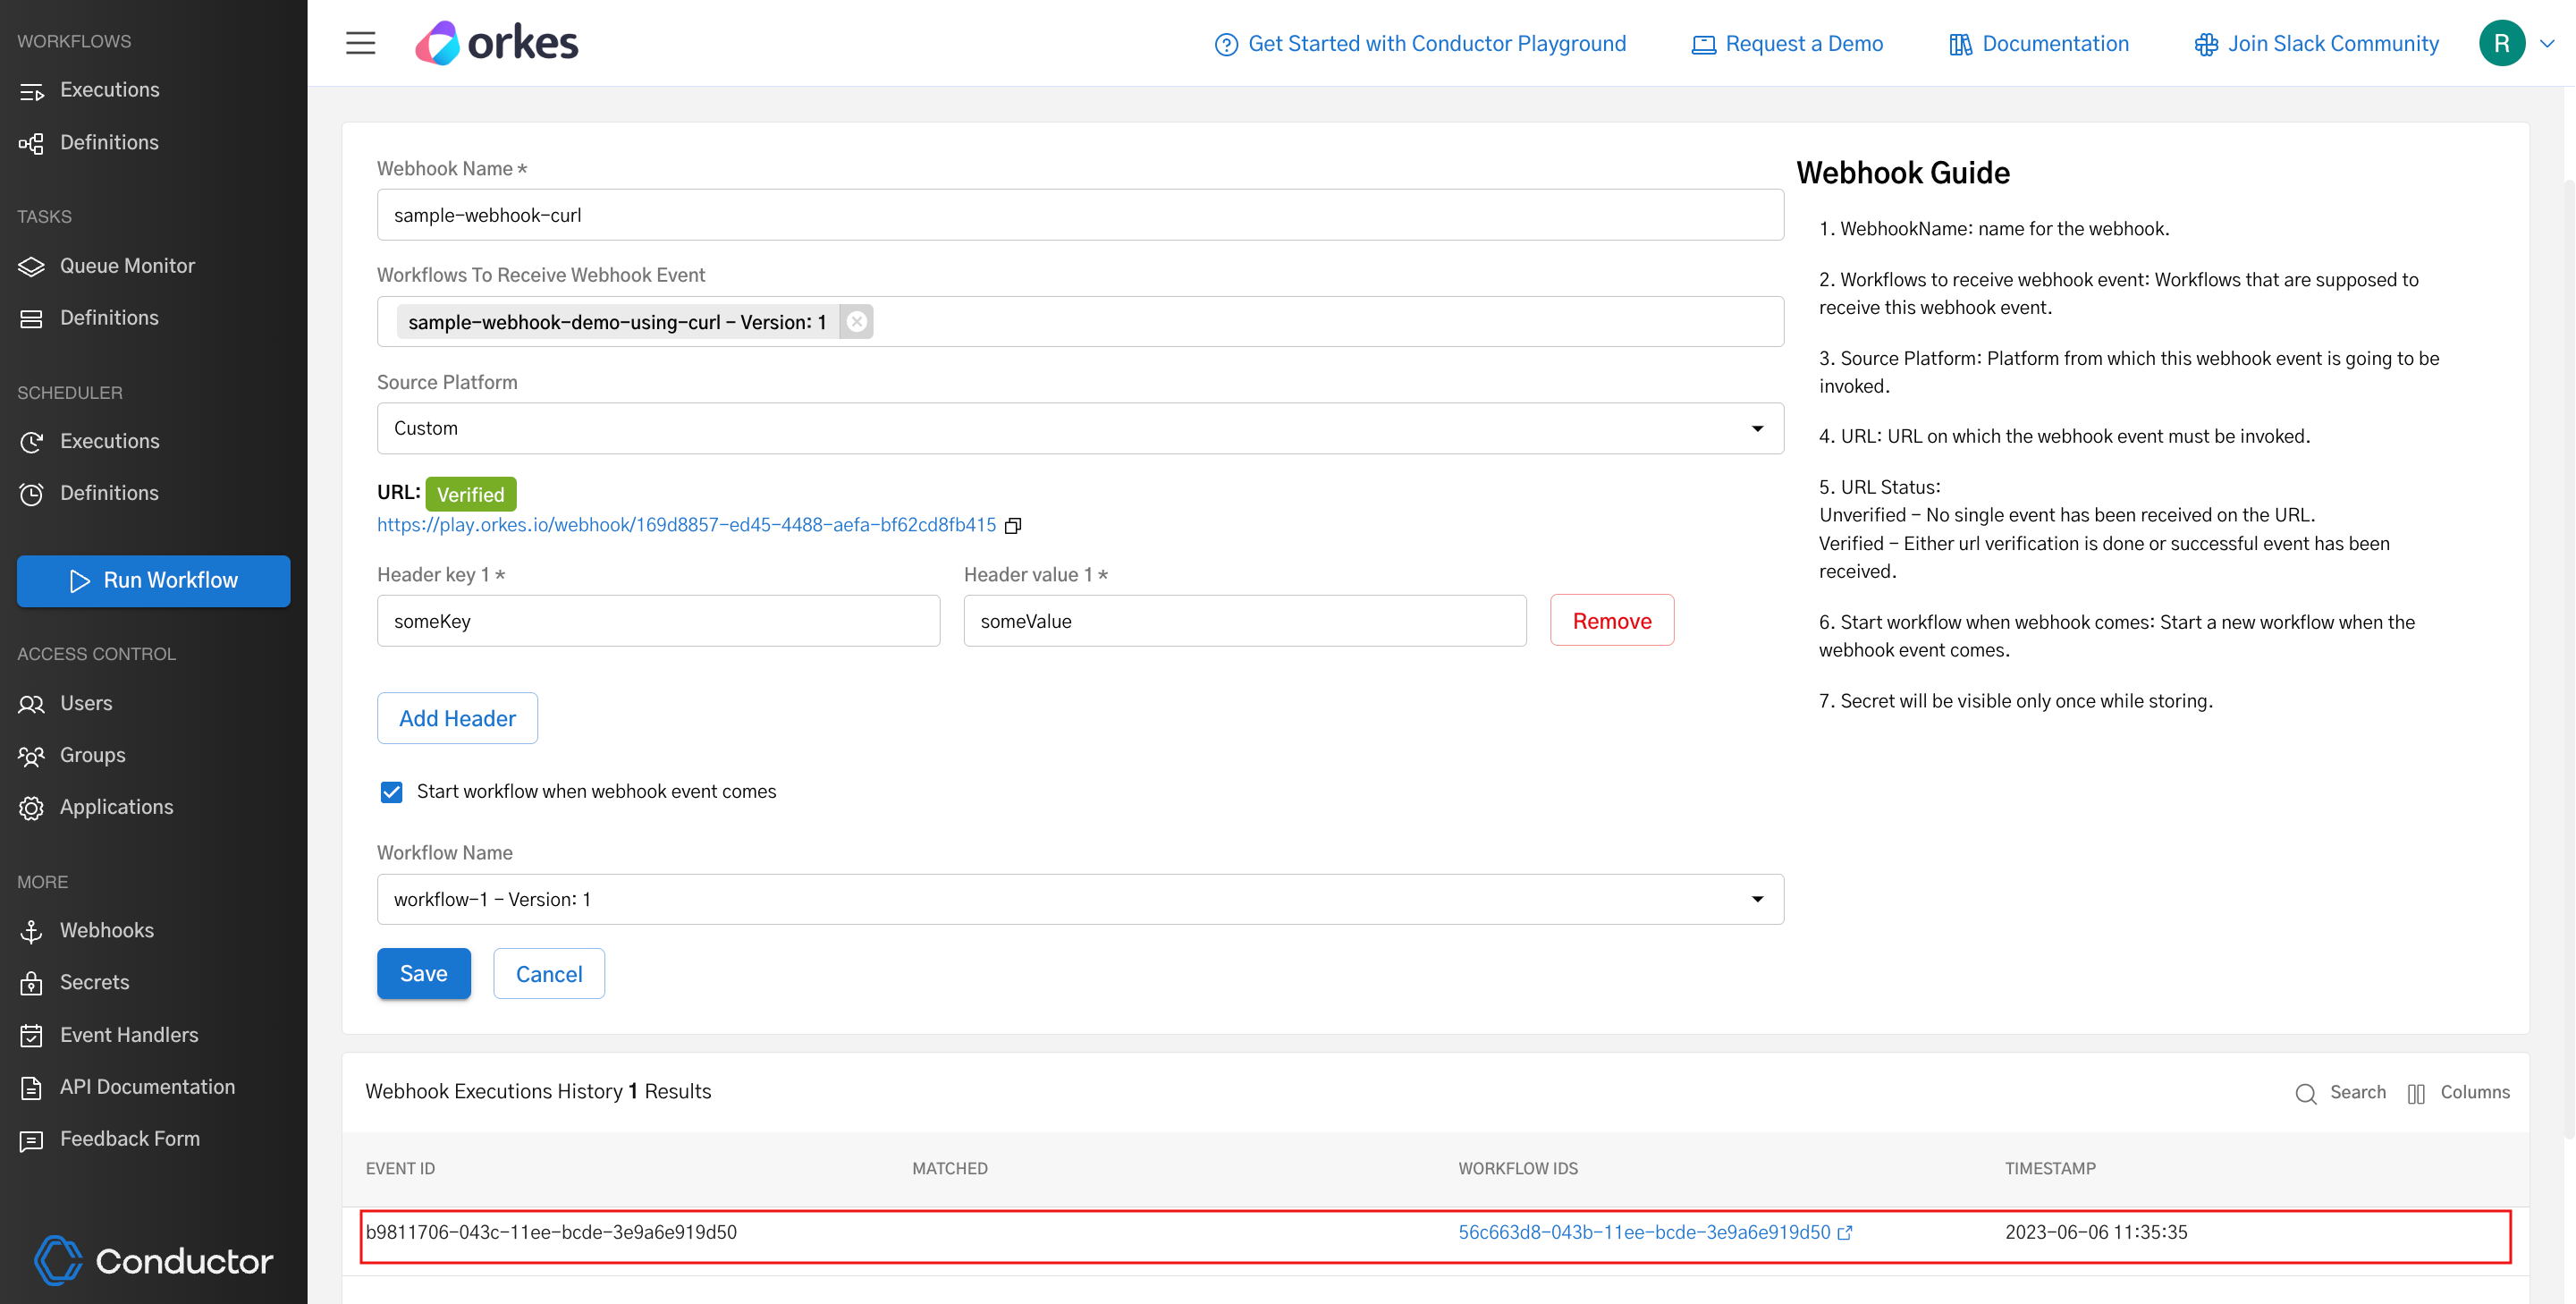 WORKFLOWS
Executions
Definitions
TASKS
Queue Monitor
Definitions
SCHEDULER
Executions
Definitions
Run Workflow
ACCESS CONTROL
Users
Groups
Applications
MORE
Webhooks
Secrets
Event Handlers
API Documentation
Feedback Form
Conductor
orkes
Get Started with Conductor Playground
Request a Demo
Documentation
Join Slack Community
R
Webhook Name *
sample-webhook-curl
Workflows To Receive Webhook Event
sample-webhook-demo-using-curl - Version: 1
Source Platform
Custom
URL: Verified
https://play.orkes.io/webhook/169d8857-ed45-4488-aefa-bf62cd8fb415
Header key 1 * Header value 1 *
someKey someValue Remove
Add Header
Start workflow when webhook event comes
Workflow Name
workflow-1 - Version: 1
Save Cancel
Webhook Guide
1. WebhookName: name for the webhook.
2. Workflows to receive webhook event: Workflows that are supposed to
receive this webhook event.
3. Source Platform: Platform from which this webhook event is going to be
invoked.
4. URL: URL on which the webhook event must be invoked.
5. URL Status:
Unverified - No single event has been received on the URL.
Verified - Either url verification is done or successful event has been
received.
6. Start workflow when webhook comes: Start a new workflow when the
webhook event comes.
7. Secret will be visible only once while storing.
Webhook Executions History 1 Results
Search Columns
EVENT ID MATCHED WORKFLOW IDS TIMESTAMP
b9811706-043c-11ee-bcde-3e9a6e919d50 56c663d8-043b-11ee-bcde-3e9a6e919d50 2023-06-06 11:35:35